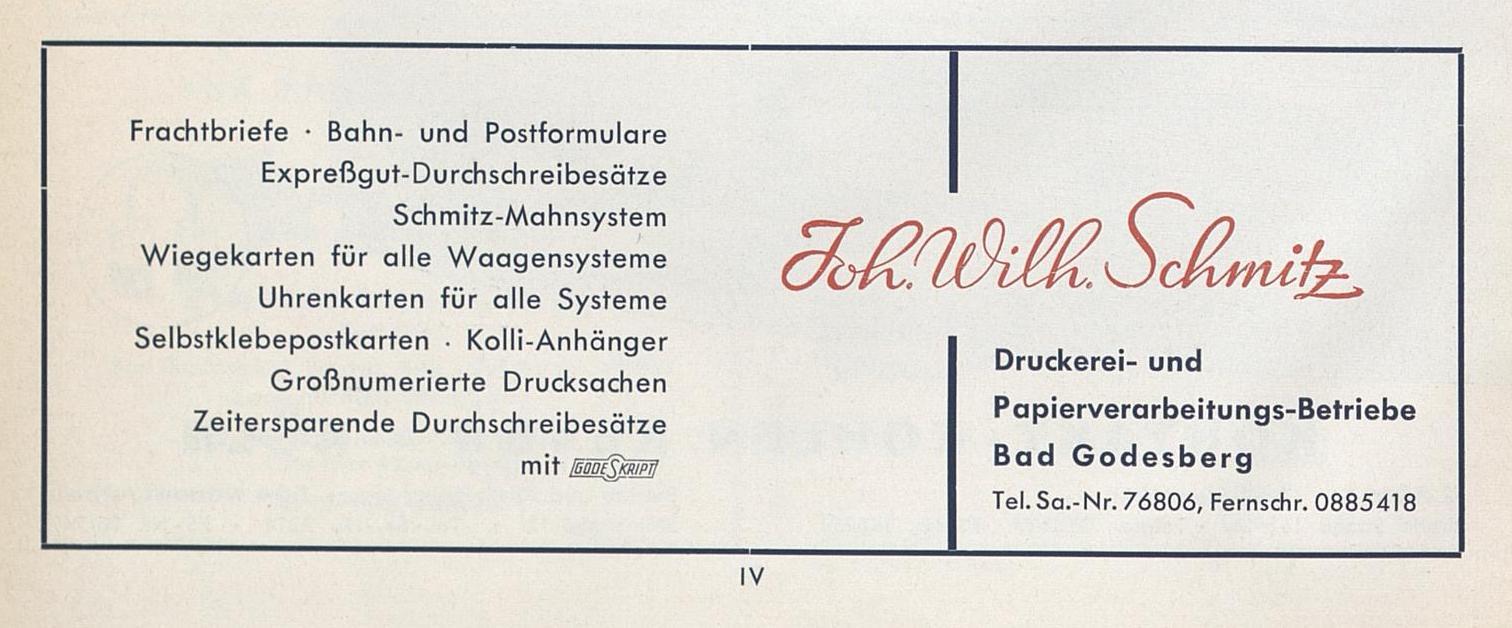 Frachtbriefe · Bahn- und Postformulare
Expreßgut-Durchschreibesätze
Schmitz-Mahnsystem
Wiegekarten für alle Waagensysteme
Uhrenkarten für alle Systeme
Selbstklebepostkarten · Kolli-Anhänger
Großnumerierte Drucksachen
Zeitersparende Durchschreibesätze
mit GODESKRIPT
Joh. Wilh. Schmitz
Druckerei- und
Papierverarbeitungs-Betriebe
Bad Godesberg
Tel. Sa.-Nr. 76806, Fernschr. 0885418
IV